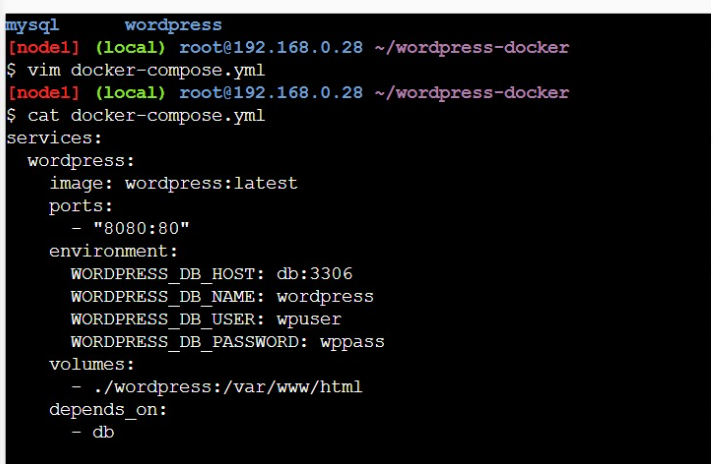 mysql      wordpress
[node1] (local) root@192.168.0.28 ~/wordpress-docker
$ vim docker-compose.yml
[node1] (local) root@192.168.0.28 ~/wordpress-docker
$ cat docker-compose.yml
services:
  wordpress:
    image: wordpress:latest
    ports:
      - "8080:80"
    environment:
      WORDPRESS_DB_HOST: db:3306
      WORDPRESS_DB_NAME: wordpress
      WORDPRESS_DB_USER: wpuser
      WORDPRESS_DB_PASSWORD: wppass
    volumes:
      - ./wordpress:/var/www/html
    depends_on:
      - db